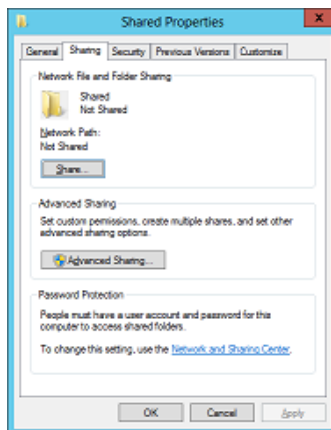 Shared Properties
x
General Sharing Security Previous Versions Customize
Network File and Folder Sharing
Shared
Not Shared
Network Path:
Not Shared
Share...
Advanced Sharing
Set custom permissions, create multiple shares, and set other
advanced sharing options.
Advanced Sharing...
Password Protection
People must have a user account and password for this
computer to access shared folders.
To change this setting, use the Network and Sharing Center.
OK Cancel Apply